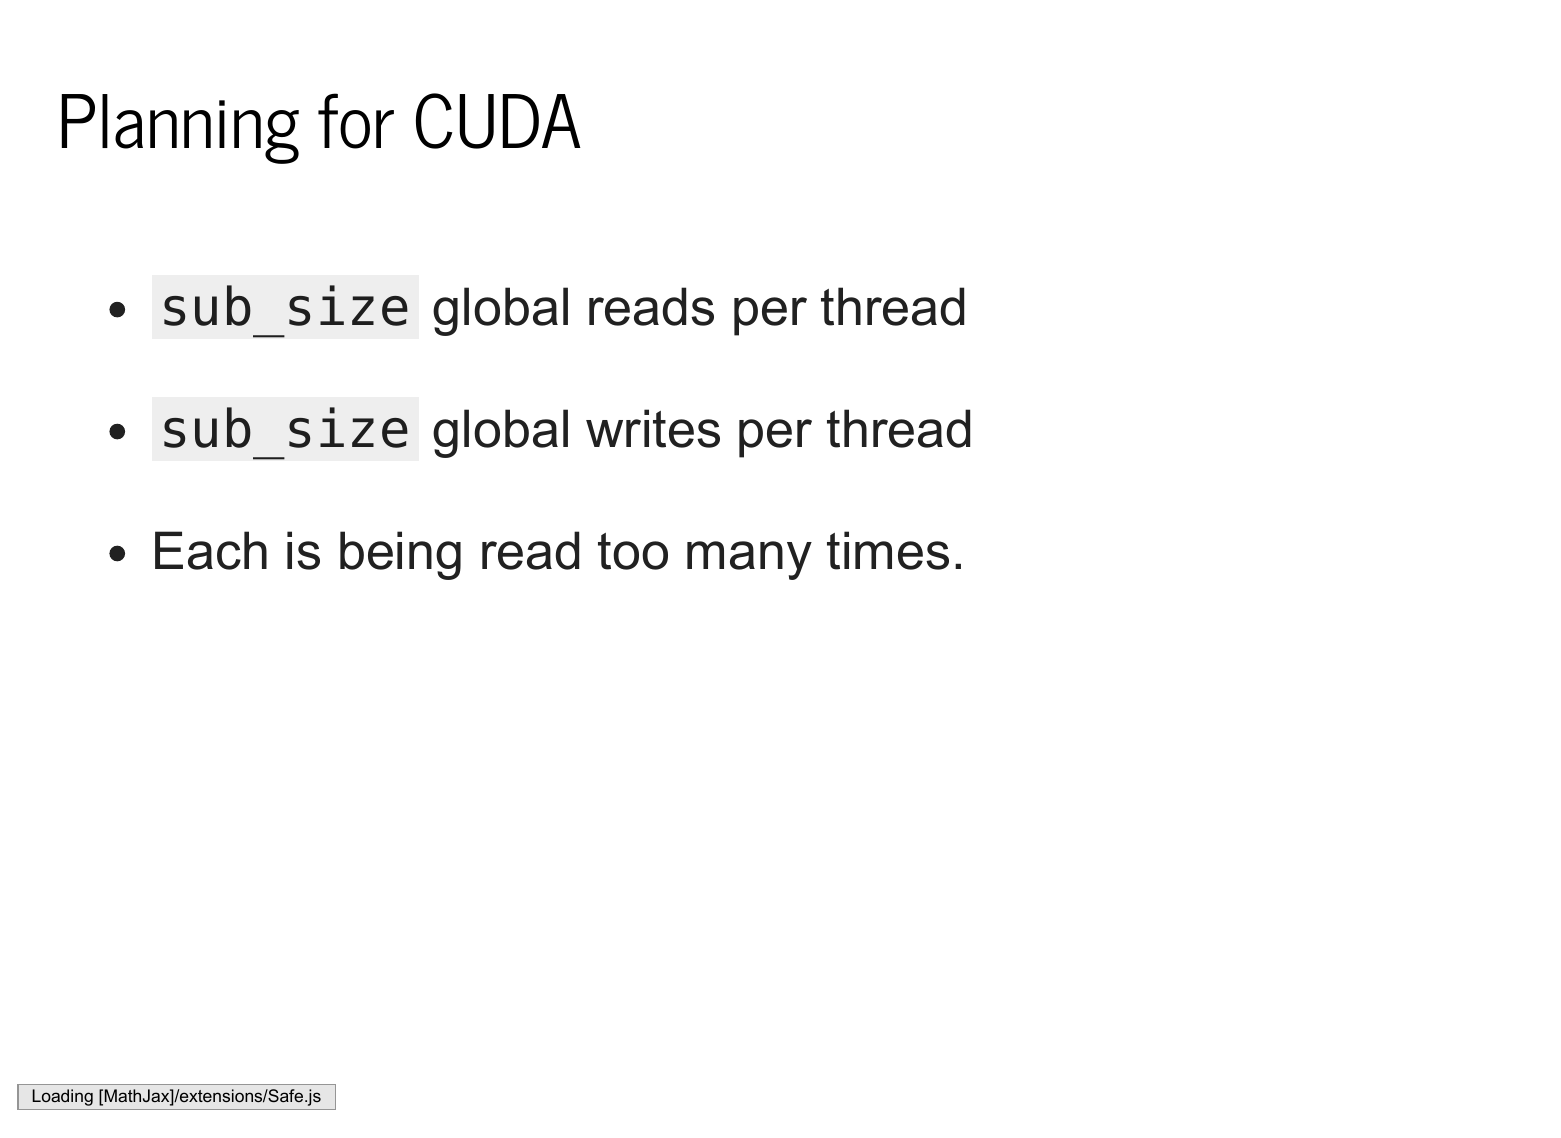 Planning for CUDA
• sub_size global reads per thread
• sub_size global writes per thread
• Each is being read too many times.
Loading [MathJax]/extensions/Safe.js